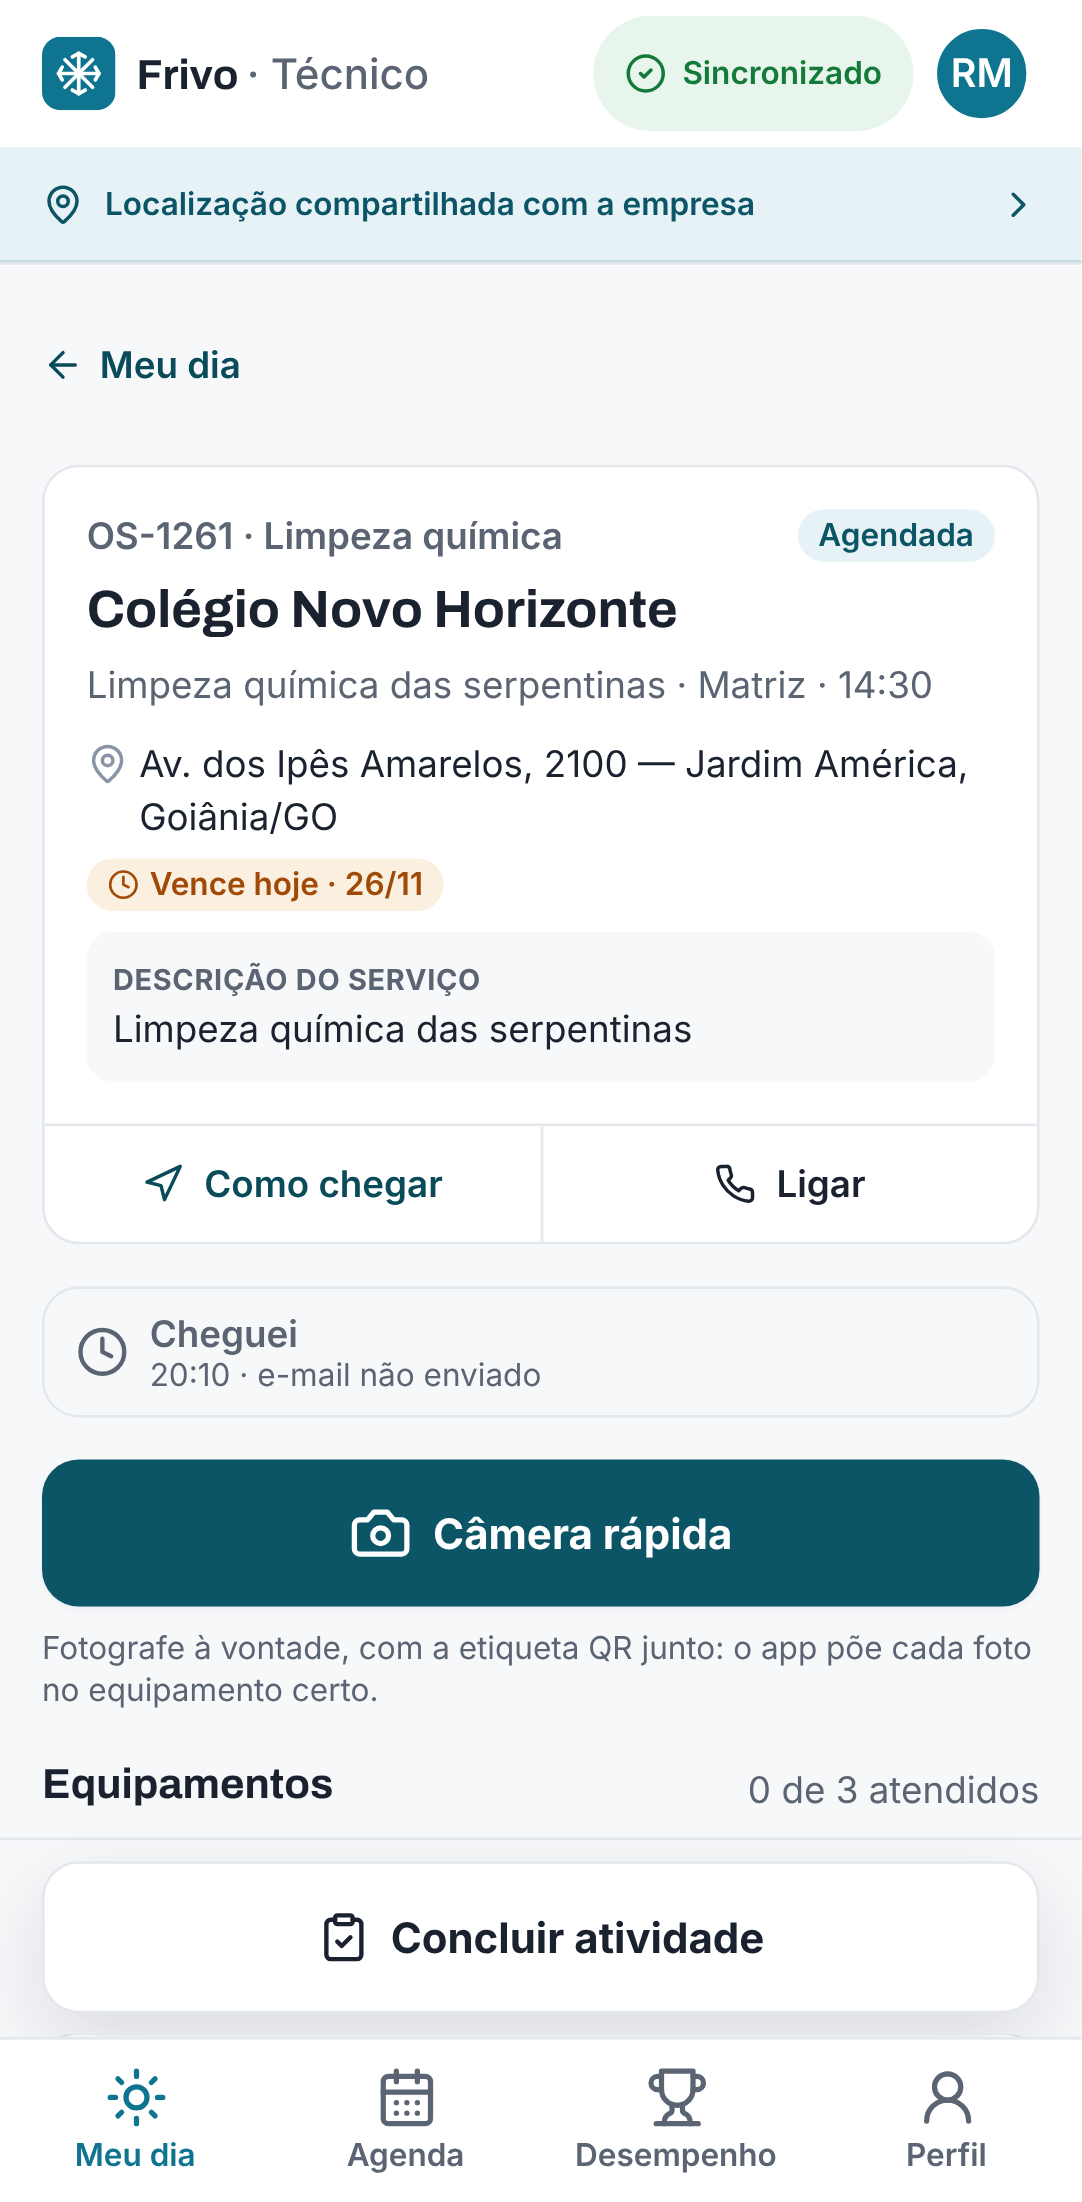 Frivo · Técnico
Sincronizado
RM
Localização compartilhada com a empresa
Meu dia
OS-1261 · Limpeza química
Agendada
Colégio Novo Horizonte
Limpeza química das serpentinas · Matriz · 14:30
Av. dos Ipês Amarelos, 2100 — Jardim América,
Goiânia/GO
Vence hoje · 26/11
DESCRIÇÃO DO SERVIÇO
Limpeza química das serpentinas
Como chegar
Ligar
Cheguei
20:10 · e-mail não enviado
Câmera rápida
Fotografe à vontade, com a etiqueta QR junto: o app põe cada foto
no equipamento certo.
Equipamentos
0 de 3 atendidos
Concluir atividade
Meu dia
Agenda
Desempenho
Perfil